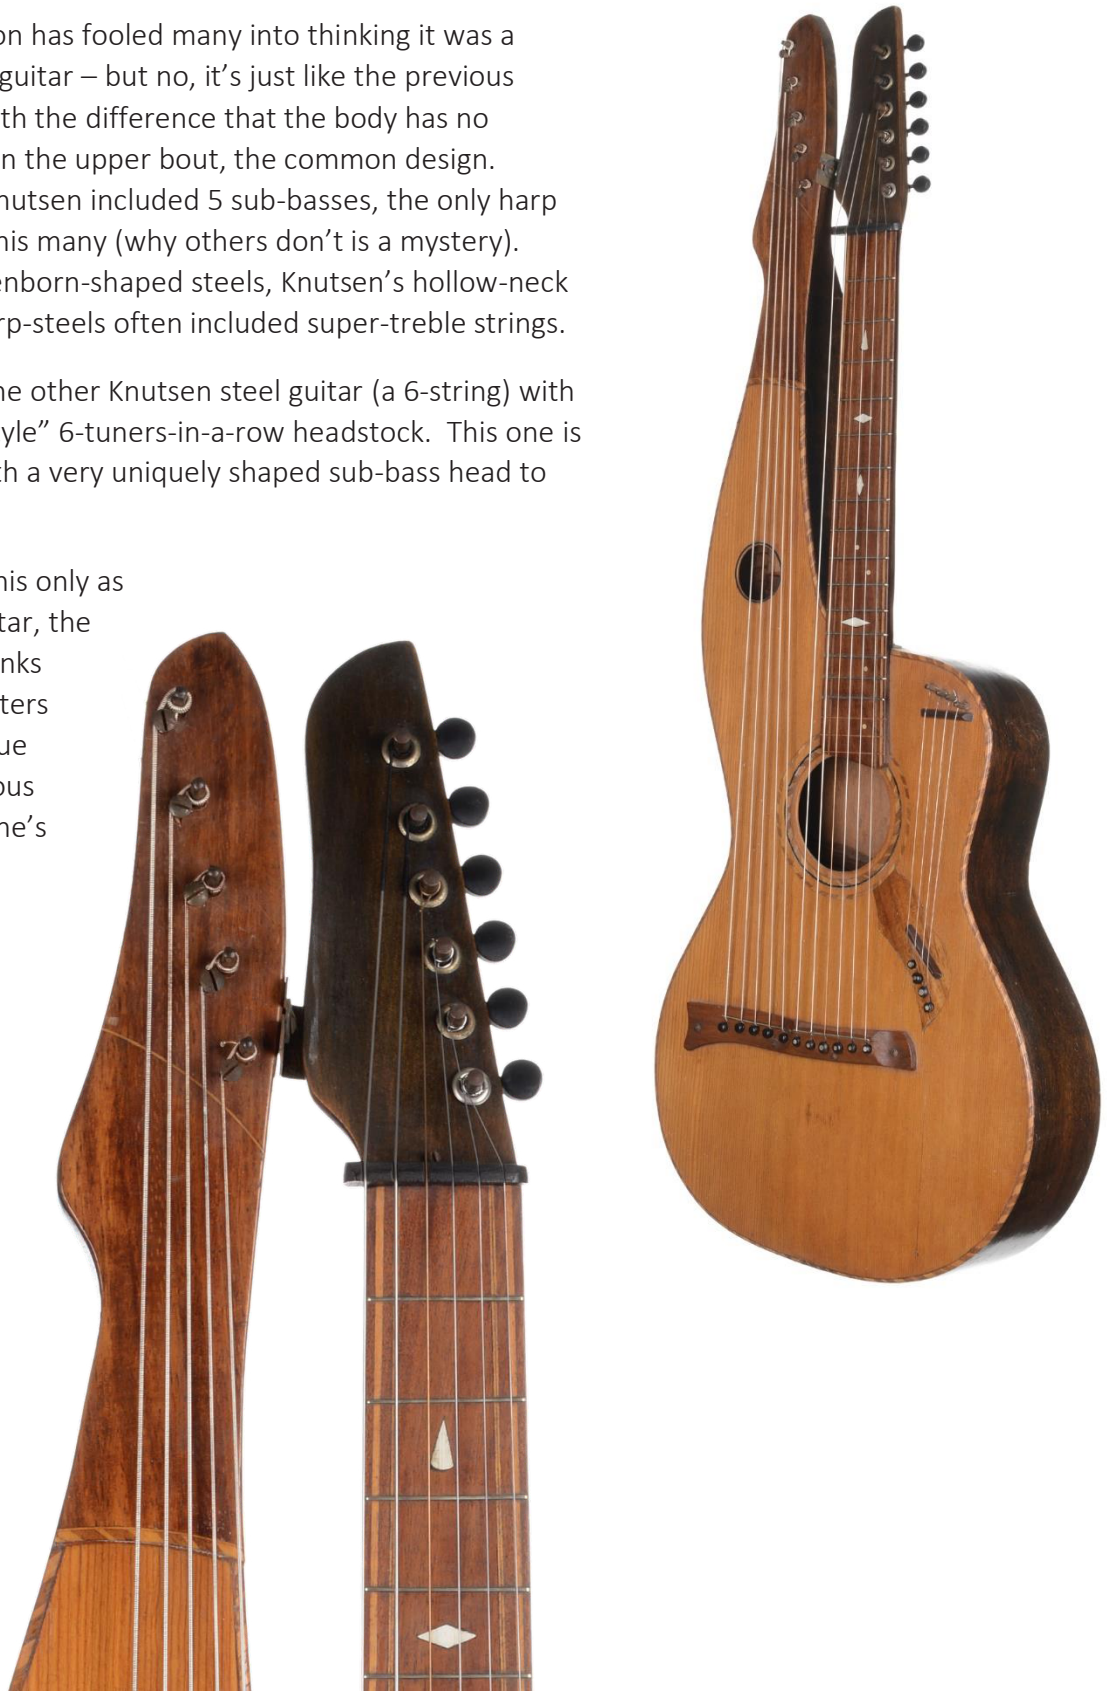 on has fooled many into thinking it was a
guitar – but no, it’s just like the previous
th the difference that the body has no
n the upper bout, the common design.
nutsen included 5 sub-basses, the only harp
his many (why others don’t is a mystery).
enborn-shaped steels, Knutsen’s hollow-neck
rp-steels often included super-treble strings.
ne other Knutsen steel guitar (a 6-string) with
yle” 6-tuners-in-a-row headstock.  This one is
th a very uniquely shaped sub-bass head to
his only as
tar, the
nks
ters
ue
ous
ne’s